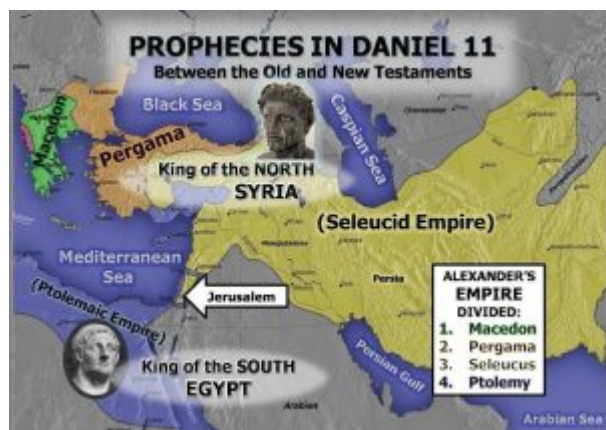 PROPHECIES IN DANIEL 11
Between the Old and New Testaments
Black Sea
Caspian Sea
Macedon
Pergama
King of the NORTH
SYRIA
(Seleucid Empire)
Mediterranean
Sea
Persia
(Ptolemaic Empire)
Jerusalem
King of the SOUTH
EGYPT
Persian Gulf
Arabian
Arabian Sea
ALEXANDER'S
EMPIRE
DIVIDED:
1. Macedon
2. Pergama
3. Seleucus
4. Ptolemy